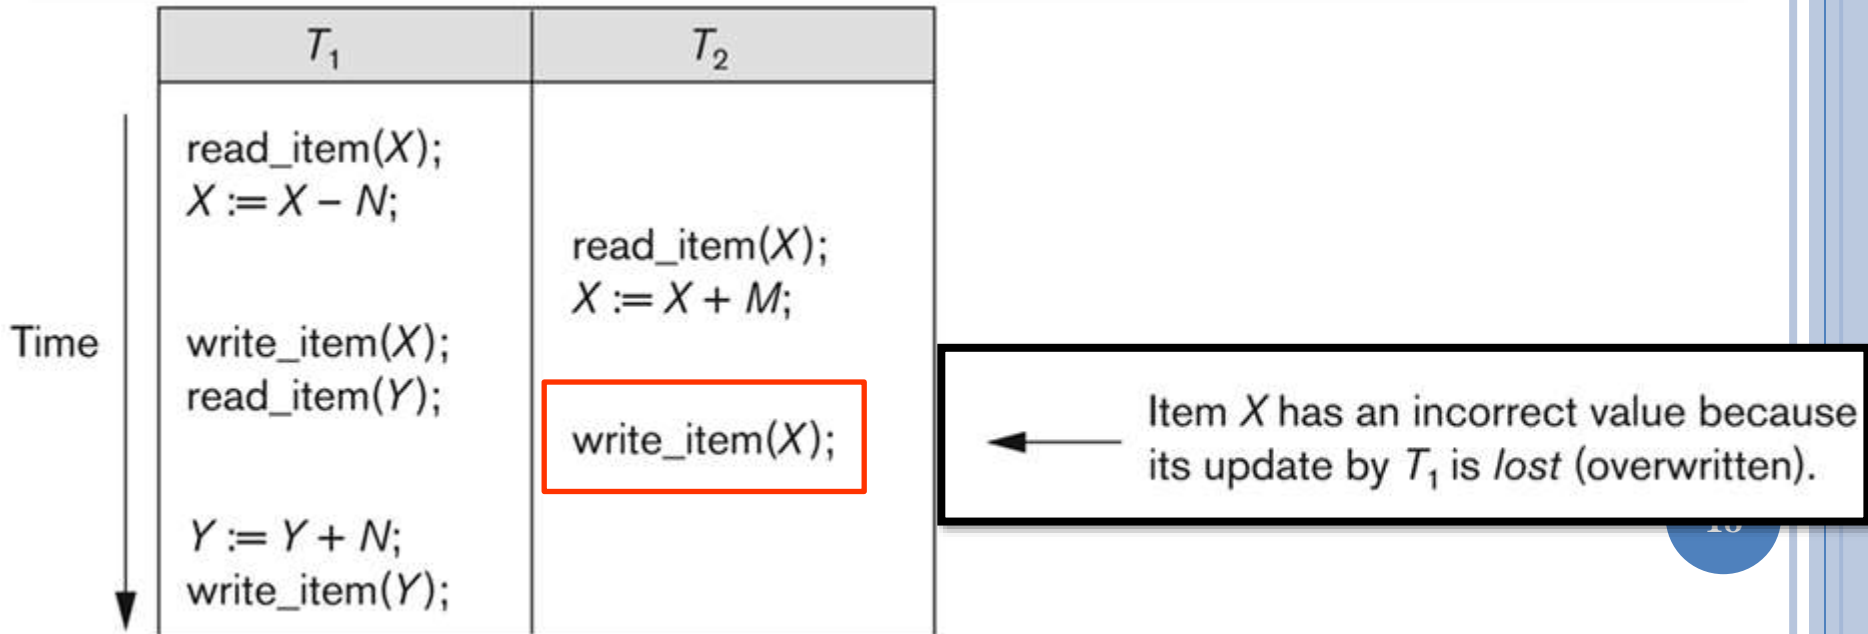 T₁ T₂
read_item(X);
X := X – N;
read_item(X);
X := X + M;
Time
write_item(X);
read_item(Y);
write_item(X);
Item X has an incorrect value because
its update by T₁ is lost (overwritten).
Y := Y + N;
write_item(Y);